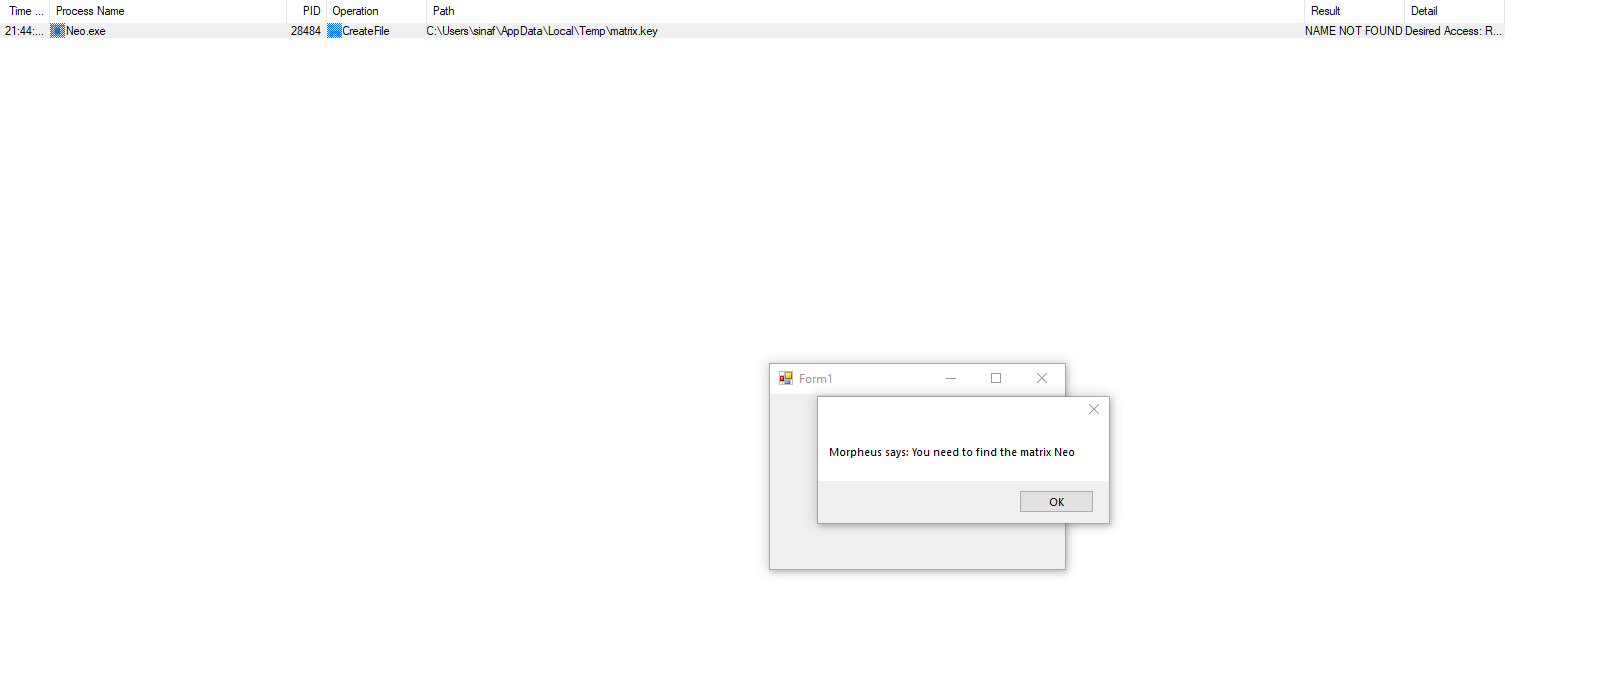 Time ... Process Name PID Operation Path Result Detail
21:44:... Neo.exe 28484 CreateFile C:\Users\sinaf\AppData\Local\Temp\matrix.key NAME NOT FOUND Desired Access: R...
Form1
Morpheus says: You need to find the matrix Neo
OK